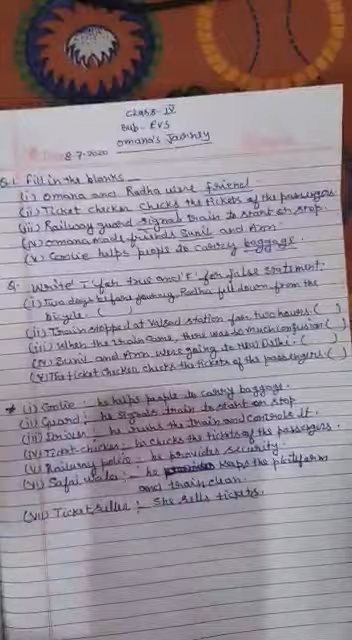 Class- IV
Sub- EVS
Omana's Journey
8-7-2020
Q.1. Fill in the blanks
(i) Omana and Radha were friend
(ii) Ticket checker checks the tickets of the passengers.
(iii) Railway guard signals train to start or stop.
(iv) Omana made friends Sunil and Ann.
(v) Coolie helps people to carry baggage.
Q. Write T for true and 'F' for false statement.
(i) Two days before journey, Radha fell down from the
bicycle. ( )
(ii) Train stopped at Valsad station for two hours. ( )
(iii) When the train came, there was so much confusion ( )
(iv) Sunil and Ann were going to New Delhi. ( )
(v) The ticket checker checks the tickets of the passengers ( )
* (i) Coolie:- he helps people to carry baggage.
(ii) Guard:- he signals train to start or stop
(iii) Driver:- he the train and controls it.
(iv) Ticket-checker:- he checks the tickets of the passengers.
(v) Railway police:- he provides security.
(vi) Safai wala:- he keeps the platform
and train clean.
(vii) Ticket seller:- She sells tickets.